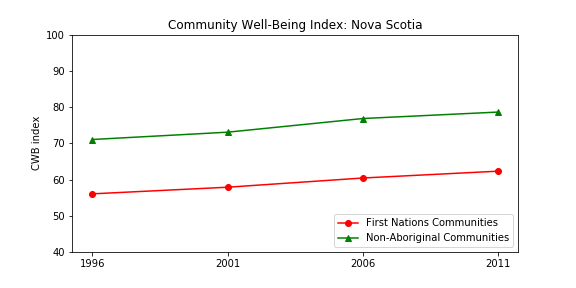 Community Well-Being Index: Nova Scotia
100
90
80
70
60
50
40
CWB index
1996
2001
2006
2011
First Nations Communities
Non-Aboriginal Communities